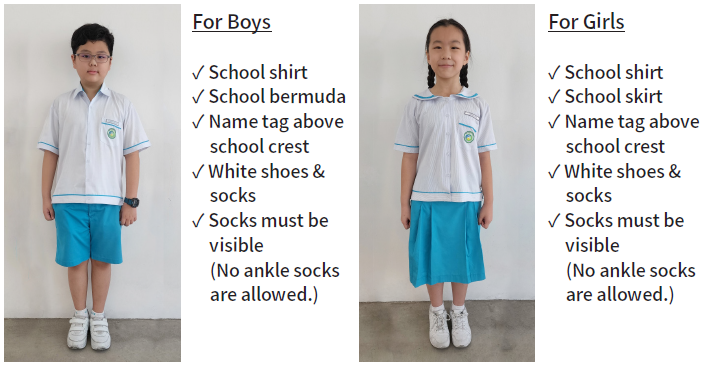 For Boys
✓ School shirt
✓ School bermuda
✓ Name tag above
school crest
✓ White shoes &
socks
✓ Socks must be
visible
(No ankle socks
are allowed.)
For Girls
✓ School shirt
✓ School skirt
✓ Name tag above
school crest
✓ White shoes &
socks
✓ Socks must be
visible
(No ankle socks
are allowed.)